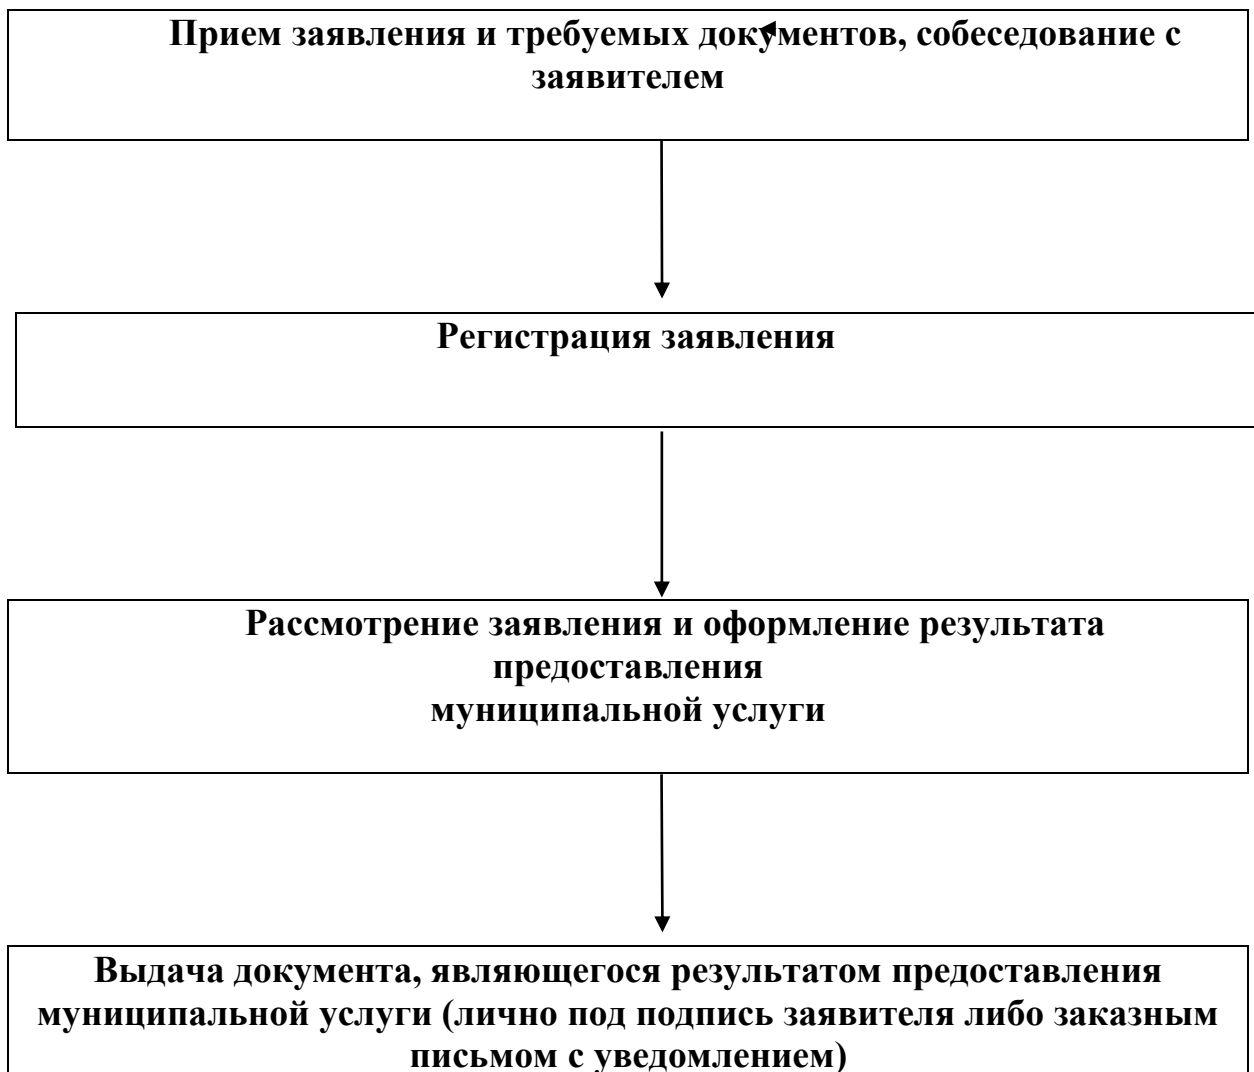 Прием заявления и требуемых документов, собеседование с
заявителем
Регистрация заявления
Рассмотрение заявления и оформление результата
предоставления
муниципальной услуги
Выдача документа, являющегося результатом предоставления
муниципальной услуги (лично под подпись заявителя либо заказным
письмом с уведомлением)